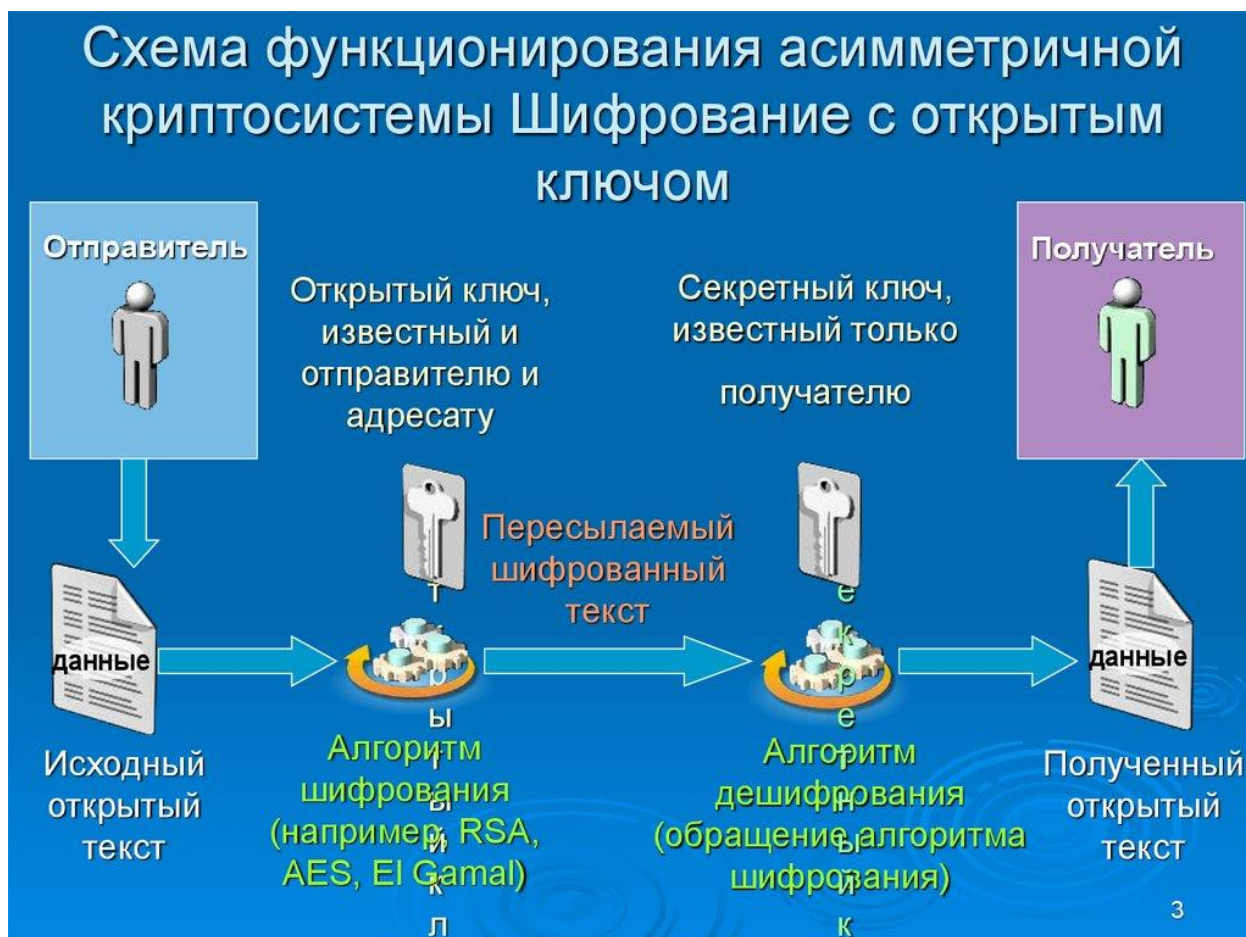 Схема функционирования асимметричной
криптосистемы Шифрование с открытым
ключом
Отправитель
Открытый ключ,
известный и
отправителю и
адресату
Секретный ключ,
известный только
получателю
Получатель
Пересылаемый
шифрованный
текст
данные
данные
Исходный
открытый
текст
Алгоритм
шифрования
(например, RSA,
AES, El Gamal)
Алгоритм
дешифрования
(обращение алгоритма
шифрования)
Полученный
открытый
текст
3